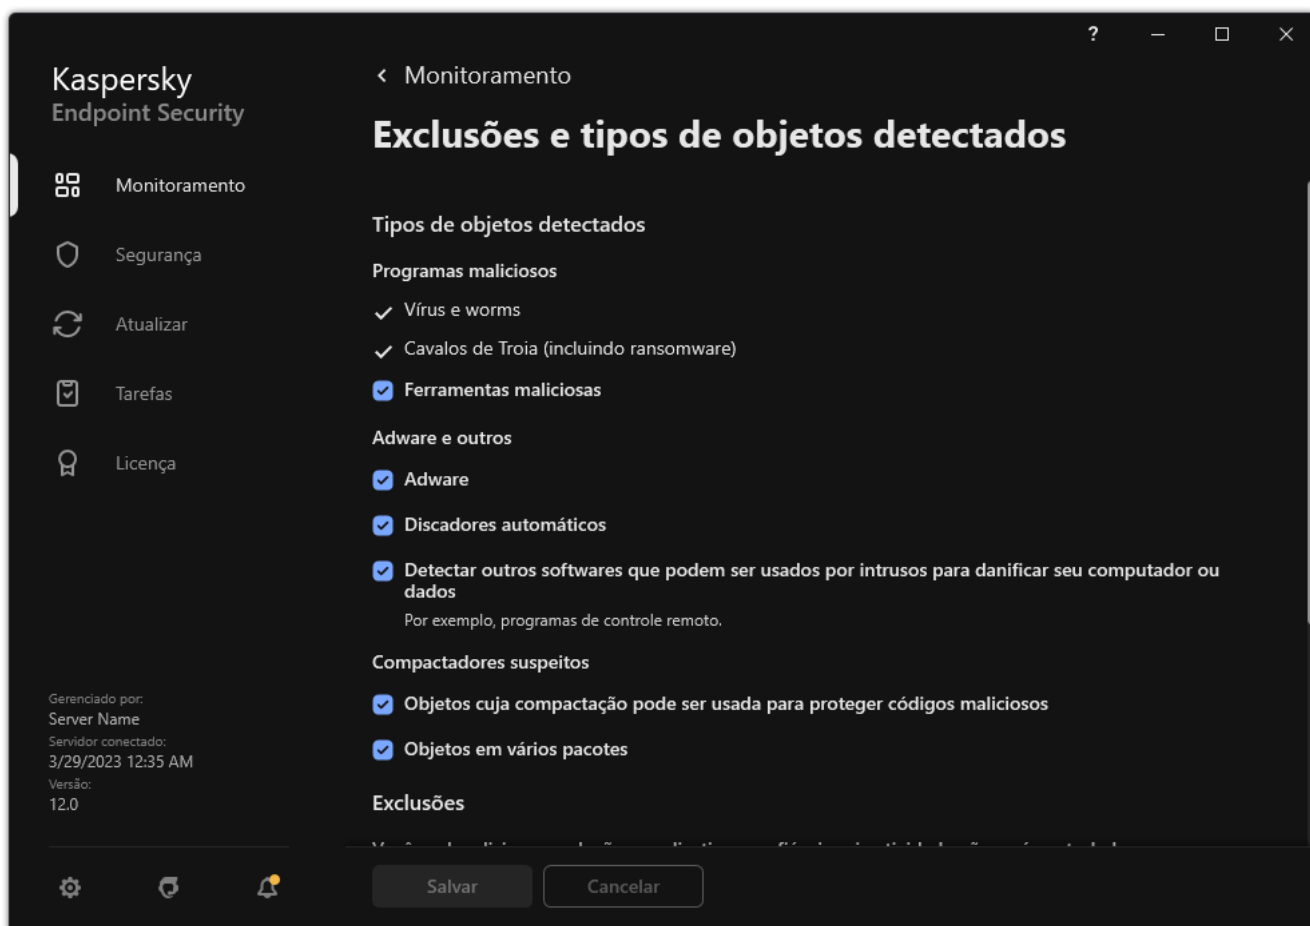 ?
Kaspersky
Endpoint Security
Monitoramento
Segurança
Atualizar
Tarefas
Licença
Gerenciado por:
Server Name
Servidor conectado:
3/29/2023 12:35 AM
Versão:
12.0
Monitoramento
Exclusões e tipos de objetos detectados
Tipos de objetos detectados
Programas maliciosos
Vírus e worms
Cavalos de Troia (incluindo ransomware)
Ferramentas maliciosas
Adware e outros
Adware
Discadores automáticos
Detectar outros softwares que podem ser usados por intrusos para danificar seu computador ou
dados
Por exemplo, programas de controle remoto.
Compactadores suspeitos
Objetos cuja compactação pode ser usada para proteger códigos maliciosos
Objetos em vários pacotes
Exclusões
Salvar
Cancelar